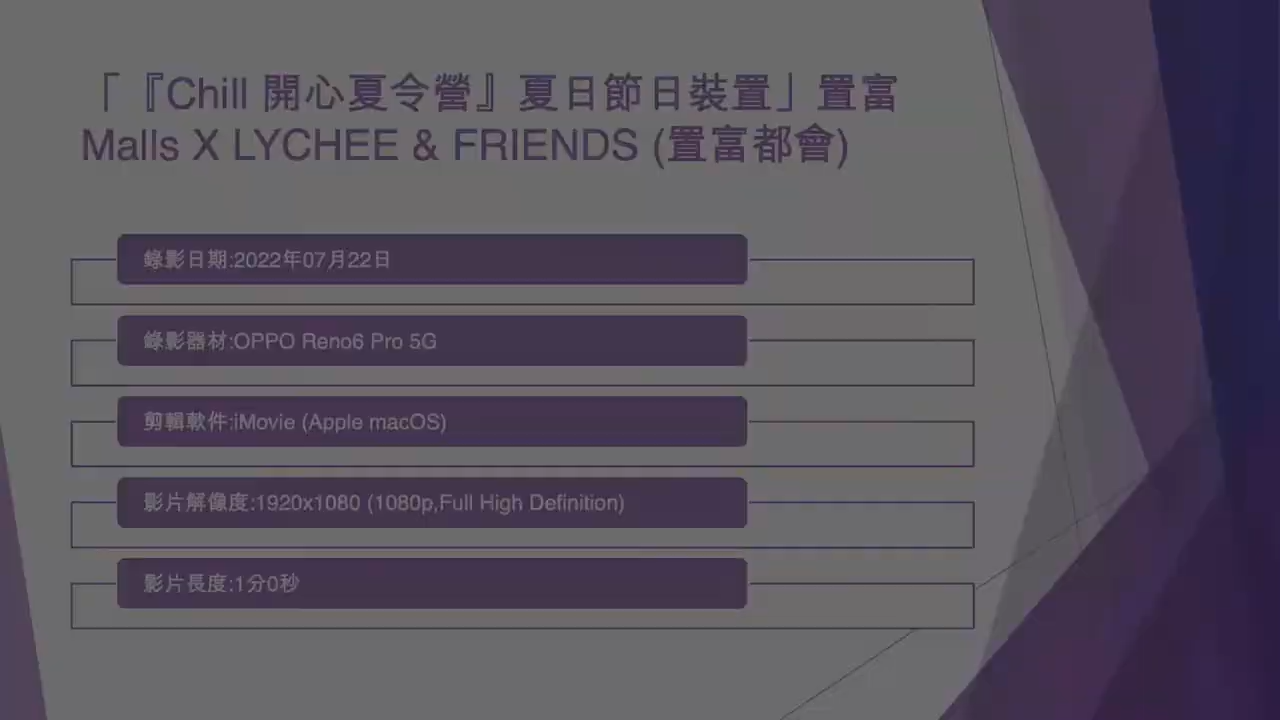 「『Chill 開心夏令營』夏日節日裝置」置富
Malls X LYCHEE & FRIENDS (置富都會)
錄影日期:2022年07月22日
錄影器材:OPPO Reno6 Pro 5G
剪輯軟件:iMovie (Apple macOS)
影片解像度:1920x1080 (1080p,Full High Definition)
影片長度:1分0秒